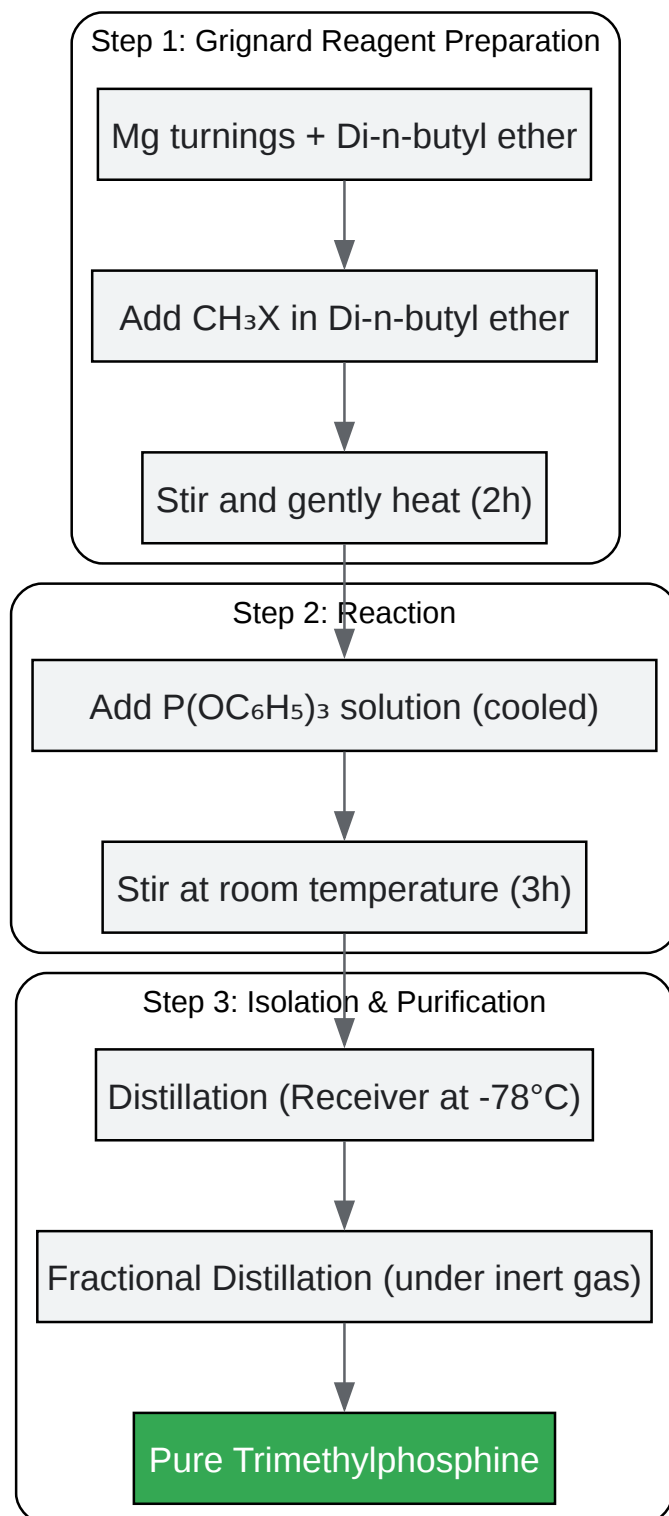 Step 1: Grignard Reagent Preparation
Mg turnings + Di-n-butyl ether
Add CH₃X in Di-n-butyl ether
Stir and gently heat (2h)
Step 2: Reaction
Add P(OC₆H₅)₃ solution (cooled)
Stir at room temperature (3h)
Step 3: Isolation & Purification
Distillation (Receiver at -78°C)
Fractional Distillation (under inert gas)
Pure Trimethylphosphine